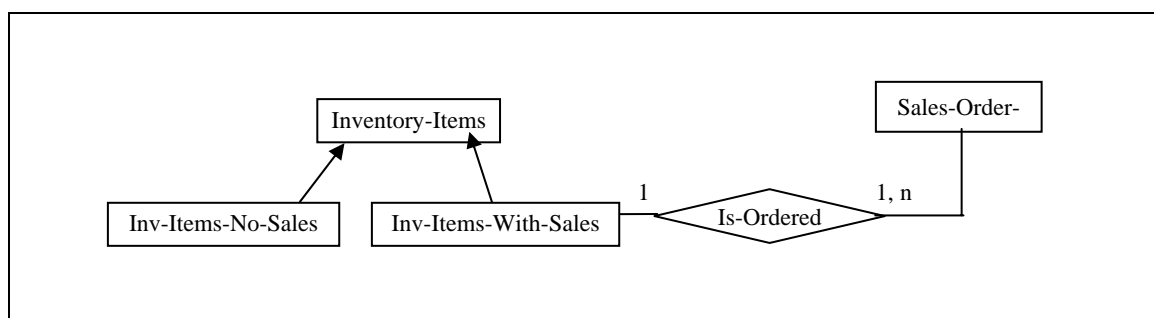 Sales-Order-
Inventory-Items
1
1, n
Inv-Items-No-Sales
Inv-Items-With-Sales
Is-Ordered